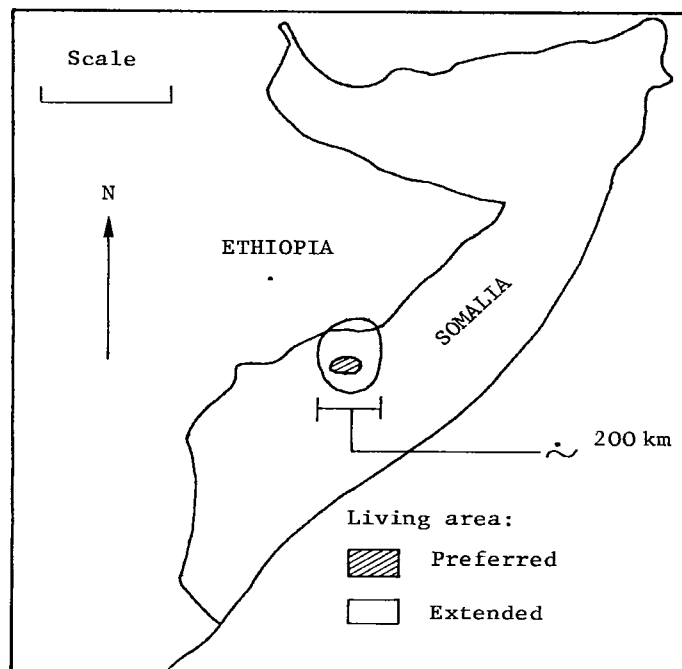 Scale
N
ETHIOPIA
SOMALIA
∻ 200 km
Living area:
Preferred
Extended